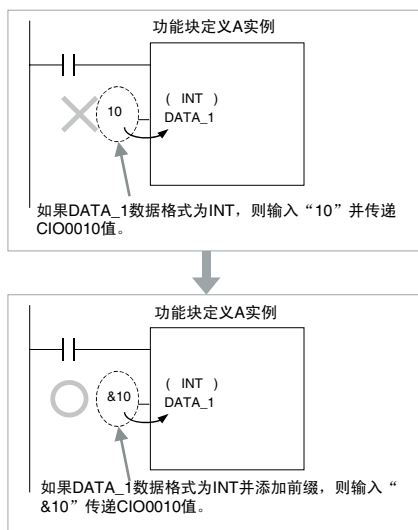 功能块定义A实例
10
( INT )
DATA_1
如果DATA_1数据格式为INT，则输入“10”并传递
CIO0010值。
功能块定义A实例
&10
( INT )
DATA_1
如果DATA_1数据格式为INT并添加前缀，则输入“
&10”传递CIO0010值。